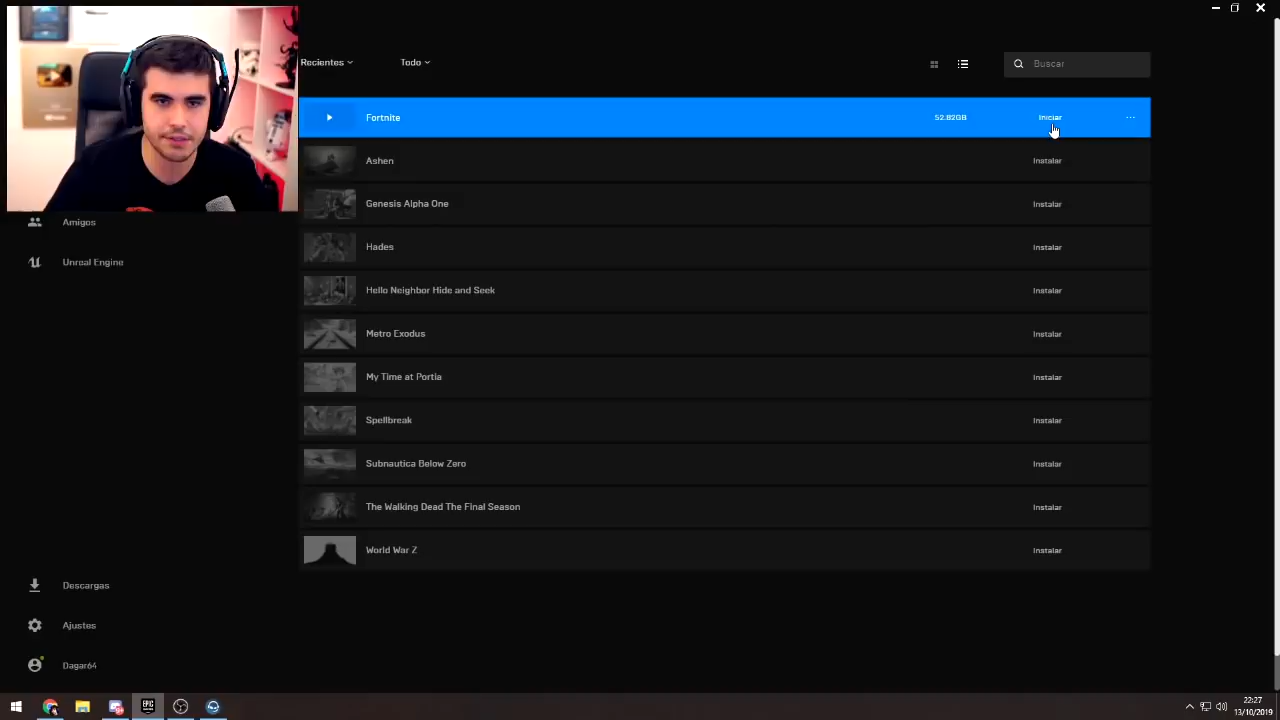 Recientes
Todo
Buscar
Fortnite 52.82GB Iniciar ...
Ashen Instalar
Genesis Alpha One Instalar
Hades Instalar
Hello Neighbor Hide and Seek Instalar
Metro Exodus Instalar
My Time at Portia Instalar
Spellbreak Instalar
Subnautica Below Zero Instalar
The Walking Dead The Final Season Instalar
World War Z Instalar
Amigos
Unreal Engine
Descargas
Ajustes
Dagar64
EPIC
22:27
13/10/2019